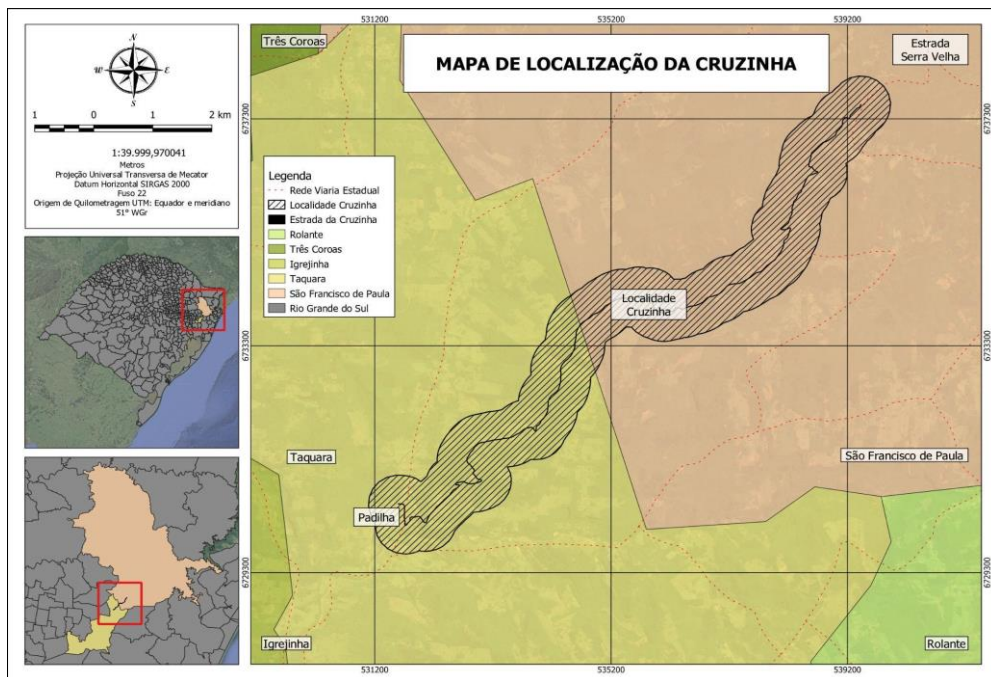 N
W
E
S
1 0 1 2 km
1:39.999,970041
Metros
Projeção Universal Transversa de Mecator
Datum Horizontal SIRGAS 2000
Fuso 22
Origem de Quilometragem UTM: Equador e meridiano
51° WGr
531200 535200 539200
Três Coroas
MAPA DE LOCALIZAÇÃO DA CRUZINHA
Estrada
Serra Velha
6737300 6737300
Legenda
Rede Viaria Estadual
Localidade Cruzinha
Estrada da Cruzinha
Rolante
Três Coroas
Igrejinha
Taquara
São Francisco de Paula
Rio Grande do Sul
Localidade
Cruzinha
6733300 6733300
Taquara
São Francisco de Paula
Padilha
6729300 6729300
Igrejinha
Rolante
531200 535200 539200